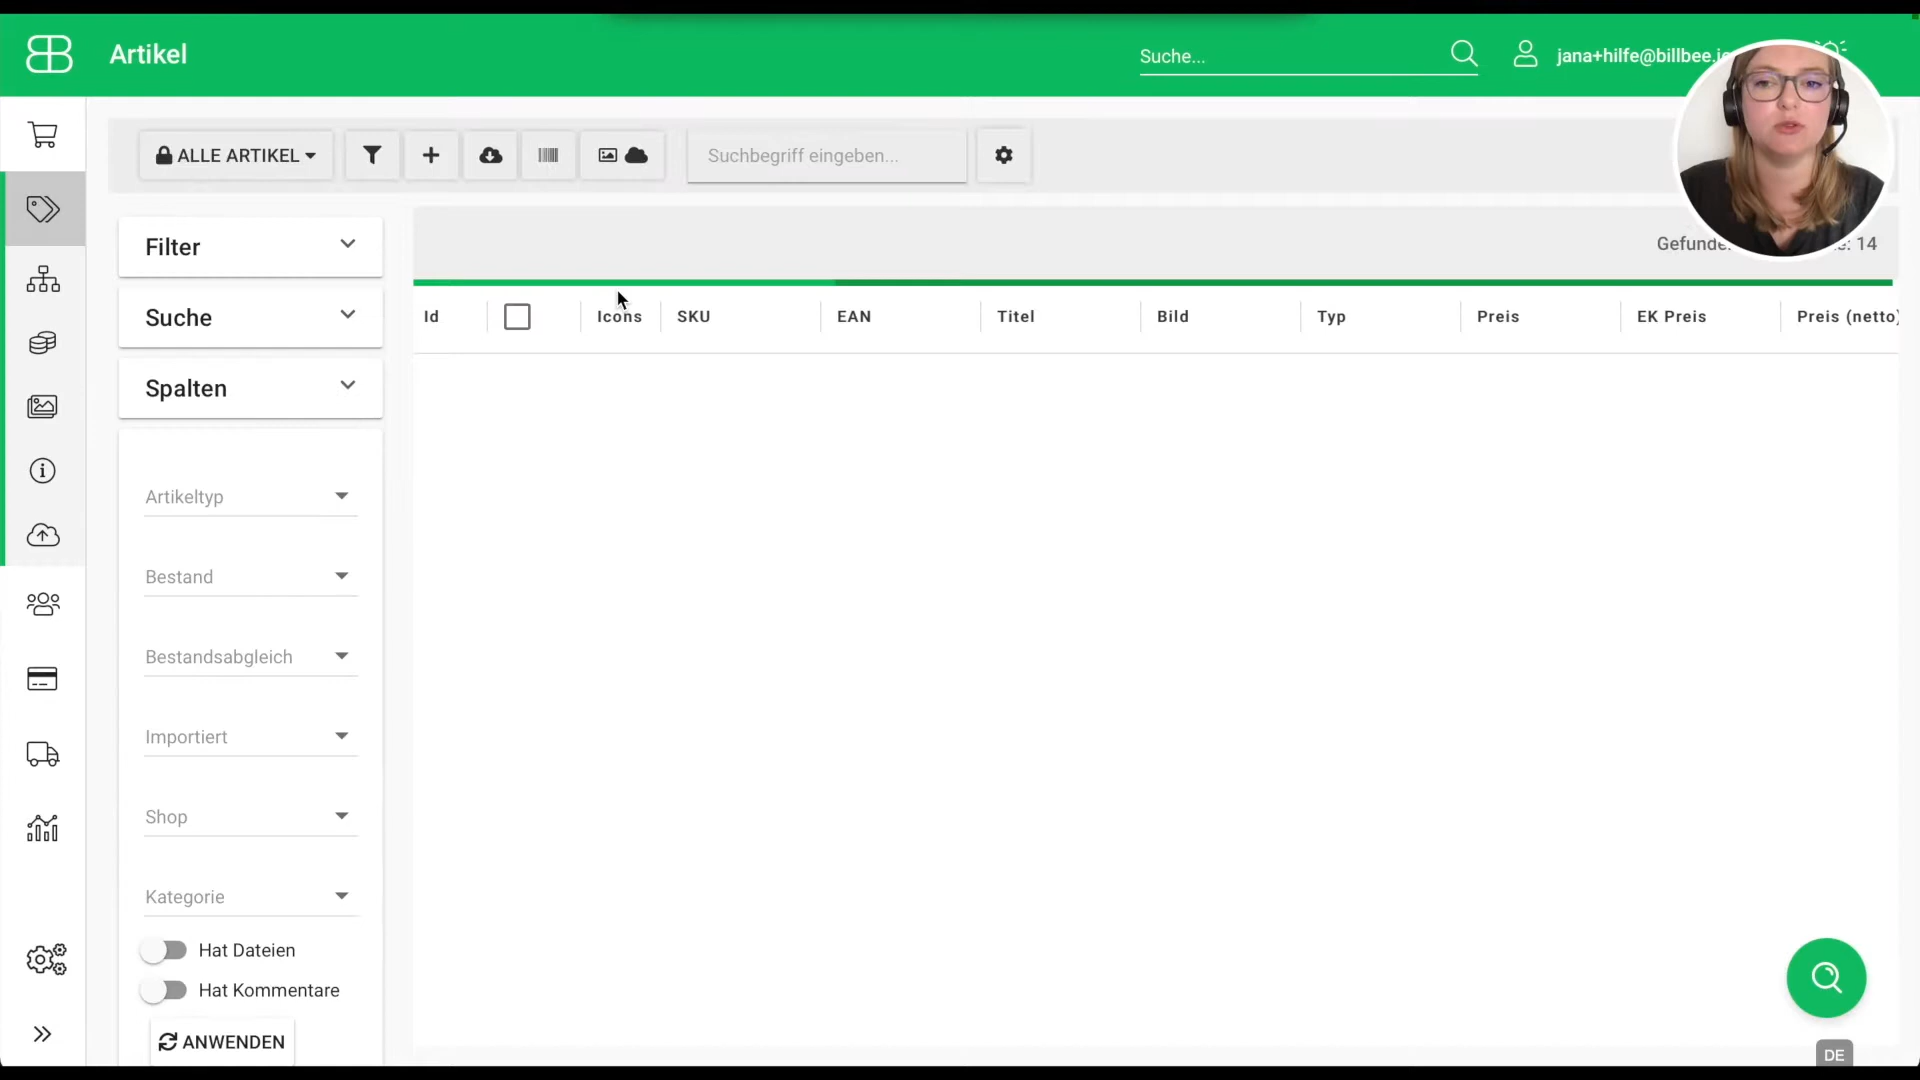 Artikel
Suche...
jana+hilfe@billbee.i
ALLE ARTIKEL
Suchbegriff eingeben...
Filter
Suche
Spalten
Artikeltyp
Bestand
Bestandsabgleich
Importiert
Shop
Kategorie
Hat Dateien
Hat Kommentare
ANWENDEN
: 14
Id
Icons
SKU
EAN
Titel
Bild
Typ
Preis
EK Preis
Preis (netto)
DE